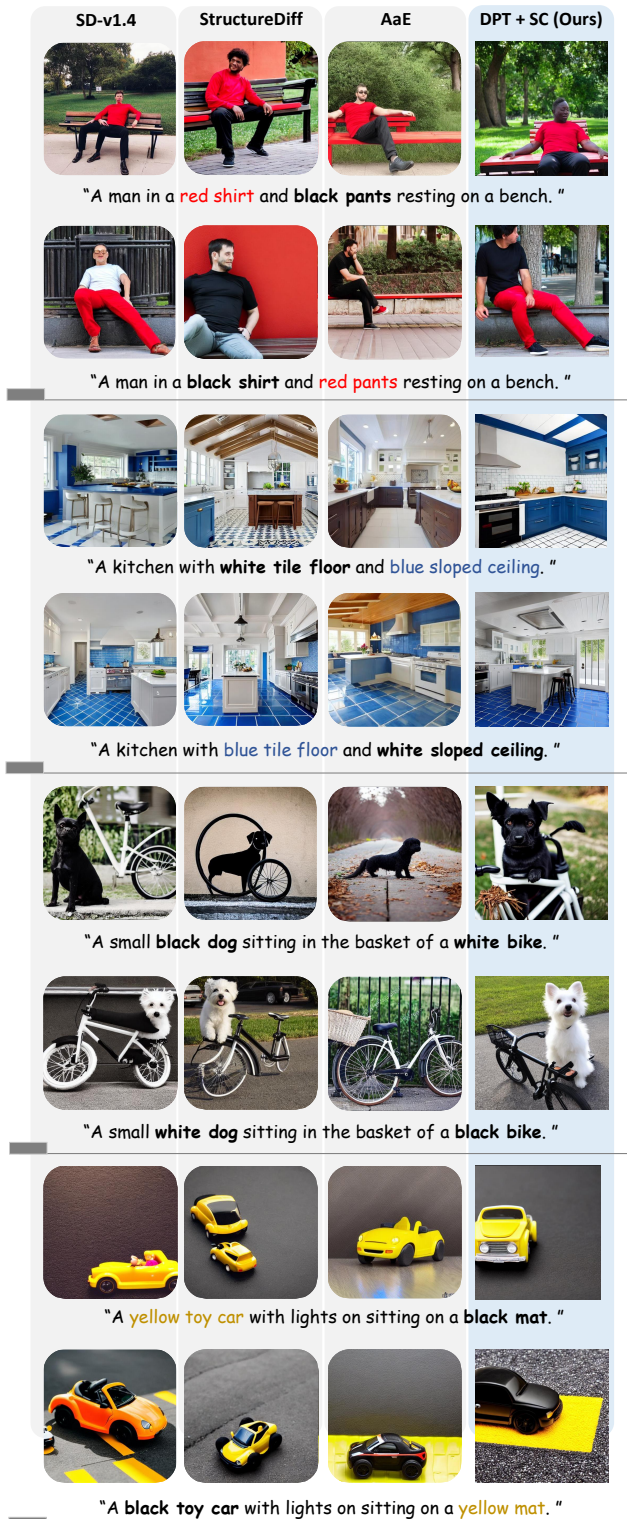 SD-v1.4 StructureDiff AaE DPT + SC (Ours)
“A man in a red shirt and black pants resting on a bench. ”
“A man in a black shirt and red pants resting on a bench. ”
“A kitchen with white tile floor and blue sloped ceiling. ”
“A kitchen with blue tile floor and white sloped ceiling. ”
“A small black dog sitting in the basket of a white bike. ”
“A small white dog sitting in the basket of a black bike. ”
“A yellow toy car with lights on sitting on a black mat. ”
“A black toy car with lights on sitting on a yellow mat. ”